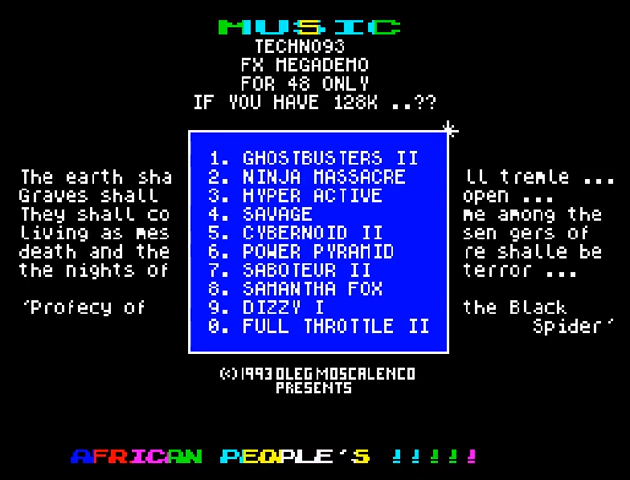 MUSIC
TECHNO93
FX MEGADEMO
FOR 48 ONLY
IF YOU HAVE 128K ..??
1. GHOSTBUSTERS II
The earth sha 2. NINJA MASSACRE ll tremle ...
Graves shall 3. HYPER ACTIVE open ...
They shall co 4. SAVAGE me among the
living as mes 5. CYBERNOID II sen gers of
death and the 6. POWER PYRAMID re shalle be
the nights of 7. SABOTEUR II terror ...
8. SAMANTHA FOX
'Profecy of 9. DIZZY I the Black
0. FULL THROTTLE II Spider'
(C)1993 OLEG MOSCALENCO
PRESENTS
AFRICAN PEOPLE'S !!!!!